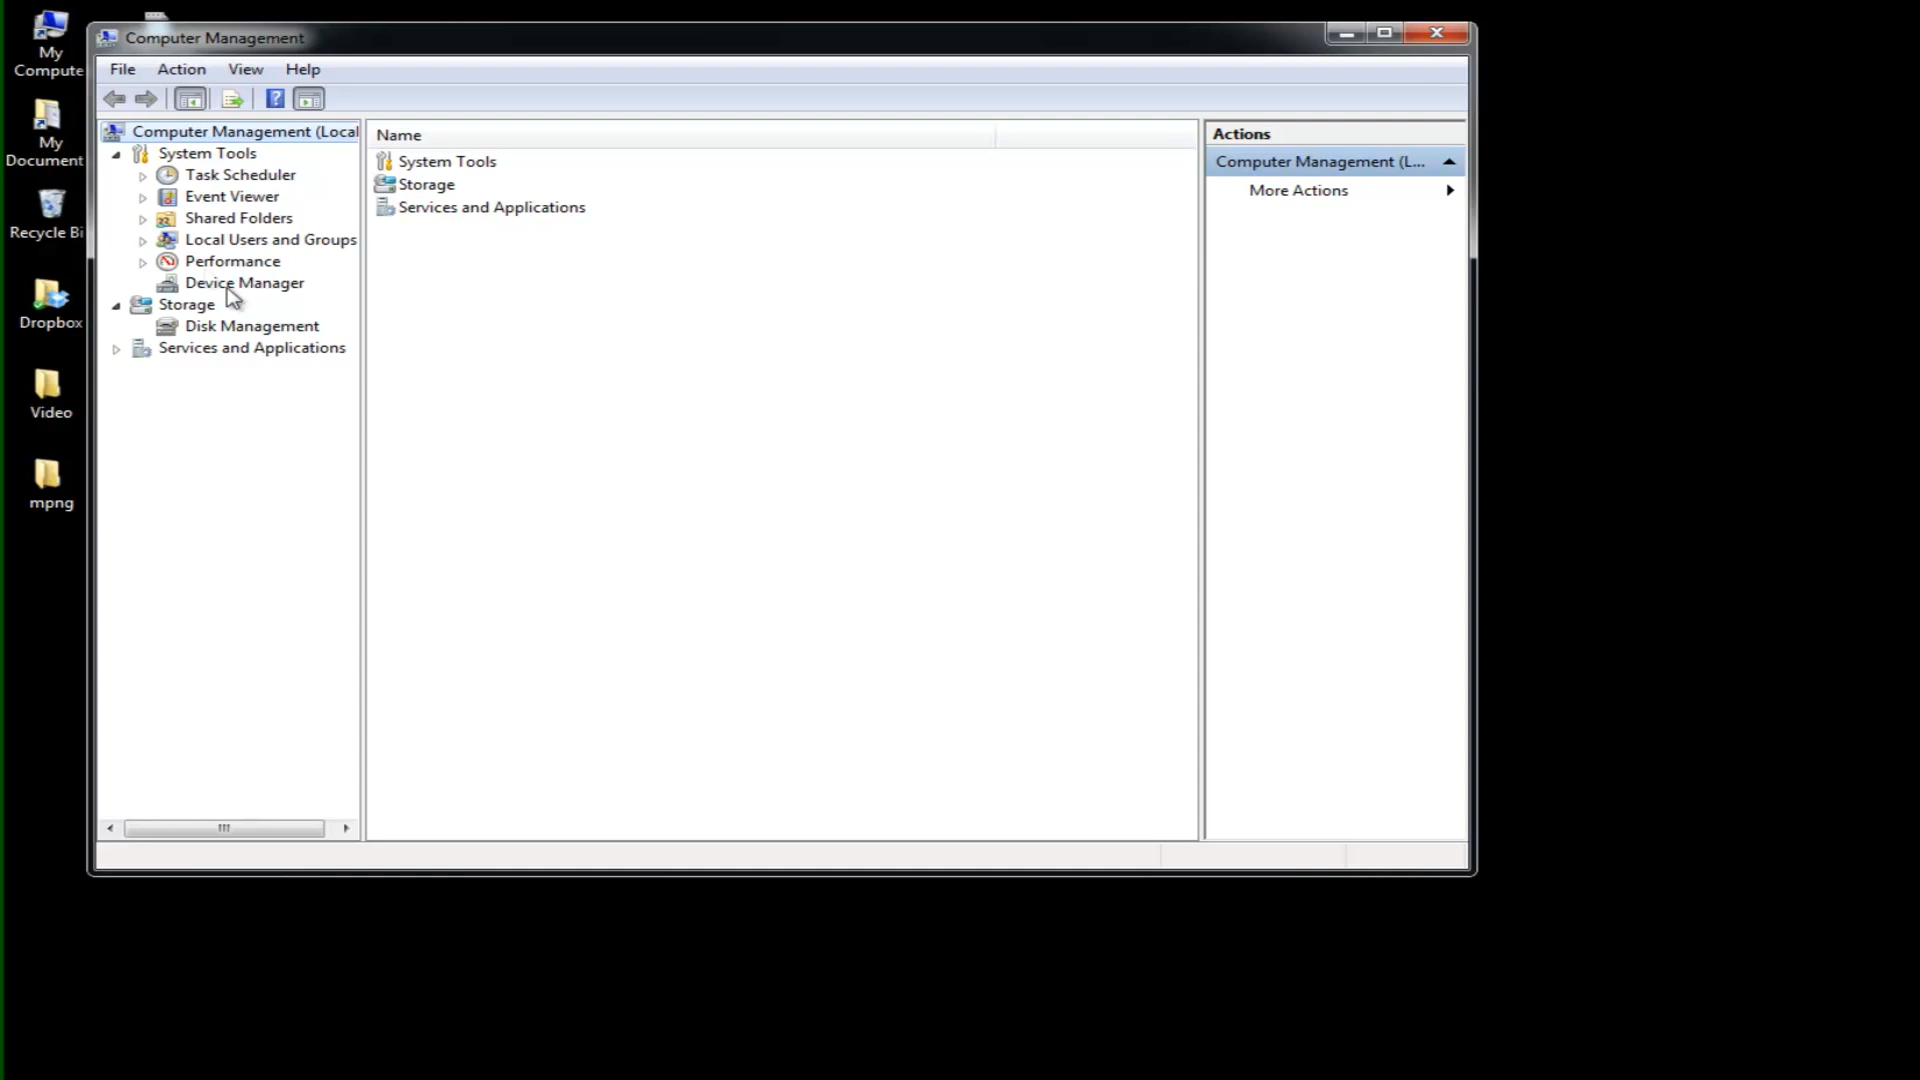 My
Compute
My
Document
Recycle Bi
Dropbox
Video
mpng
Computer Management
File Action View Help
Computer Management (Local
System Tools
Task Scheduler
Event Viewer
Shared Folders
Local Users and Groups
Performance
Device Manager
Storage
Disk Management
Services and Applications
Name
System Tools
Storage
Services and Applications
Actions
Computer Management (L...
More Actions